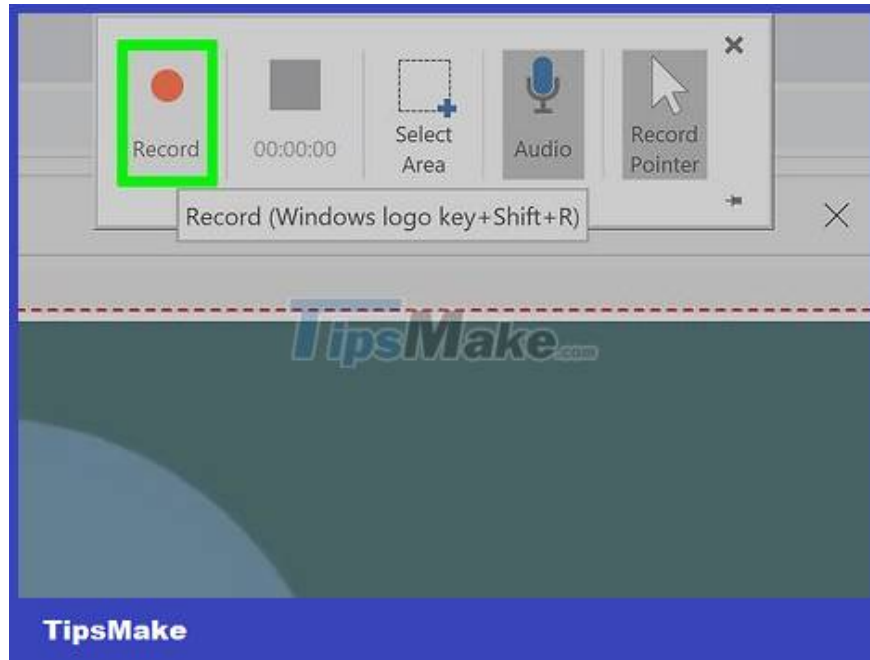 Record
00:00:00
Select
Area
Audio
Record
Pointer
Record (Windows logo key+Shift+R)
TipsMake.com
TipsMake